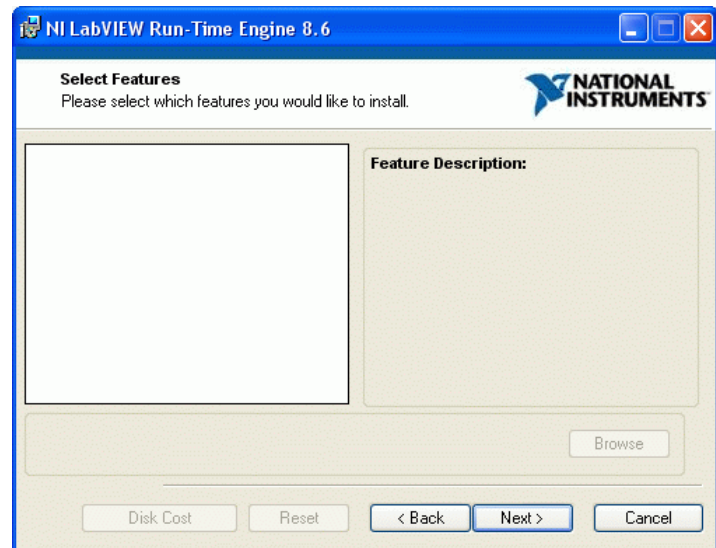 NI LabVIEW Run-Time Engine 8.6
Select Features
Please select which features you would like to install.
NATIONAL
INSTRUMENTS
Feature Description:
Browse
Disk Cost
Reset
< Back
Next >
Cancel